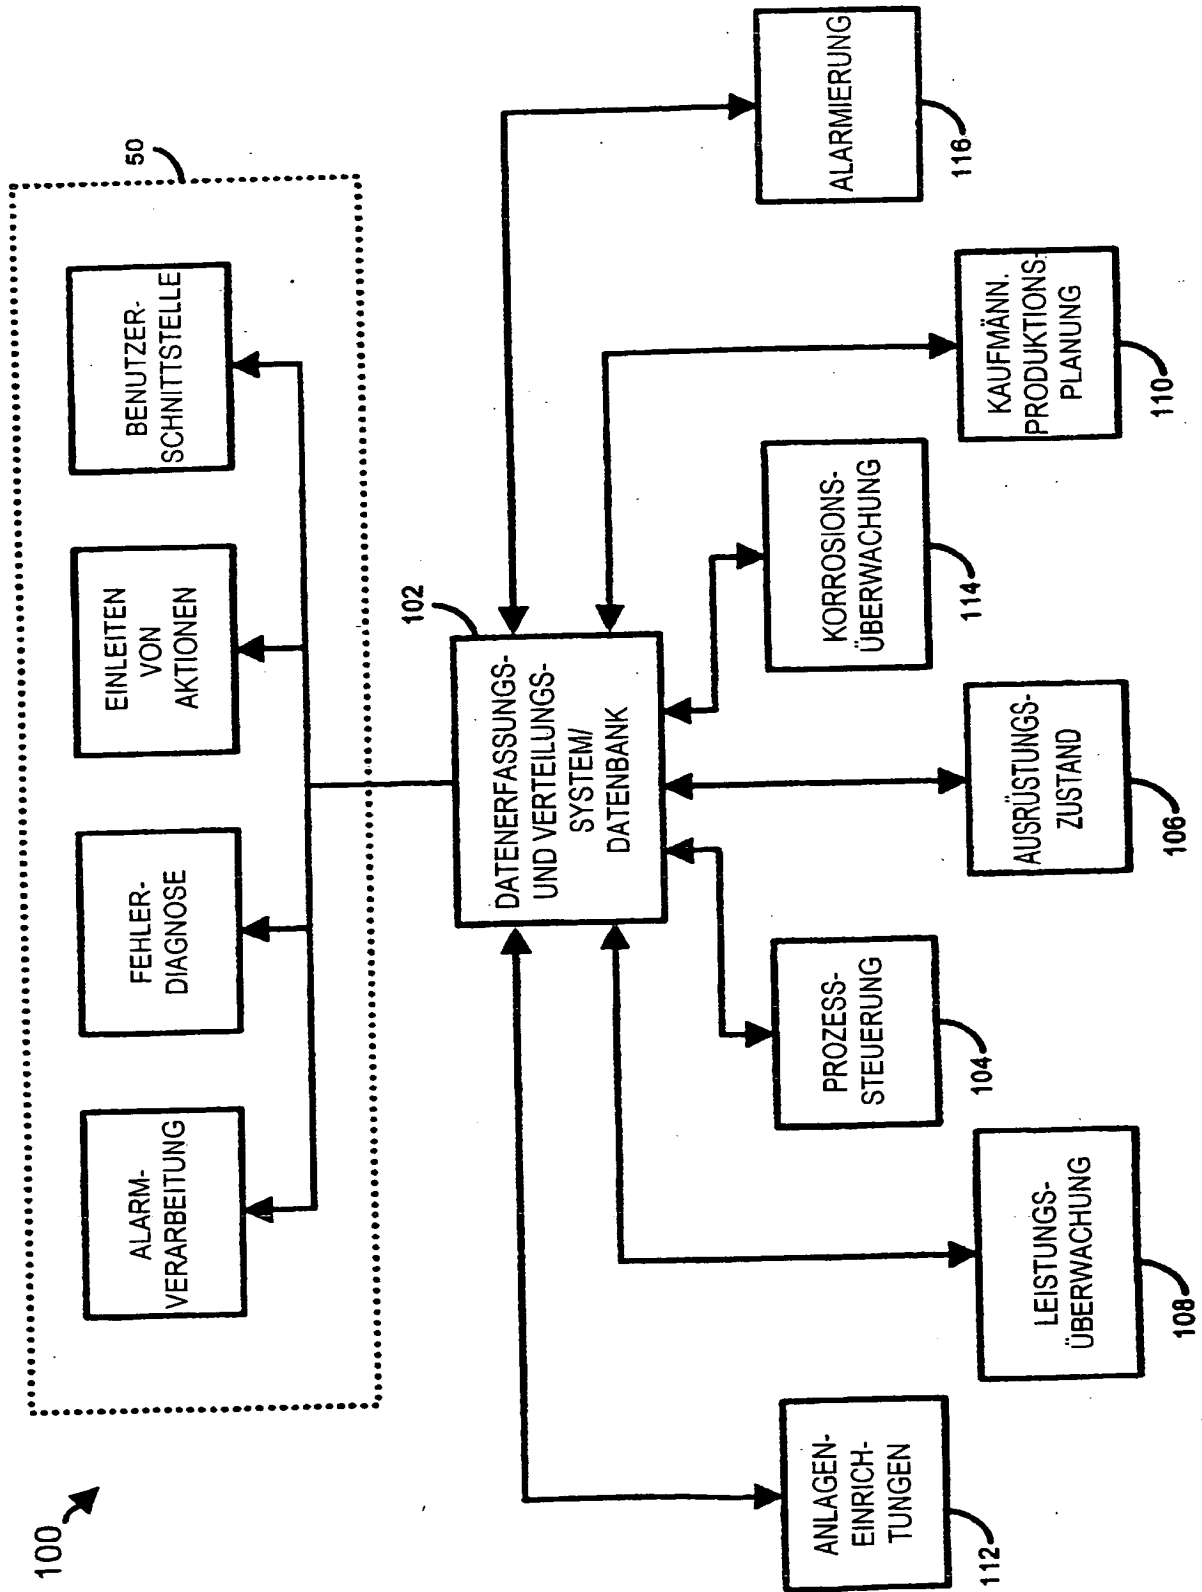 100
50
ALARM-
VERARBEITUNG
FEHLER-
DIAGNOSE
EINLEITEN
VON
AKTIONEN
BENUTZER-
SCHNITTSTELLE
102
DATENERFASSUNGS-
UND VERTEILUNGS-
SYSTEM/
DATENBANK
ANLAGEN-
EINRICH-
TUNGEN
112
LEISTUNGS-
ÜBERWACHUNG
108
PROZESS-
STEUERUNG
104
AUSRÜSTUNGS-
ZUSTAND
106
KORROSIONS-
ÜBERWACHUNG
114
KAUFMÄNN.
PRODUKTIONS-
PLANUNG
110
ALARMIERUNG
116